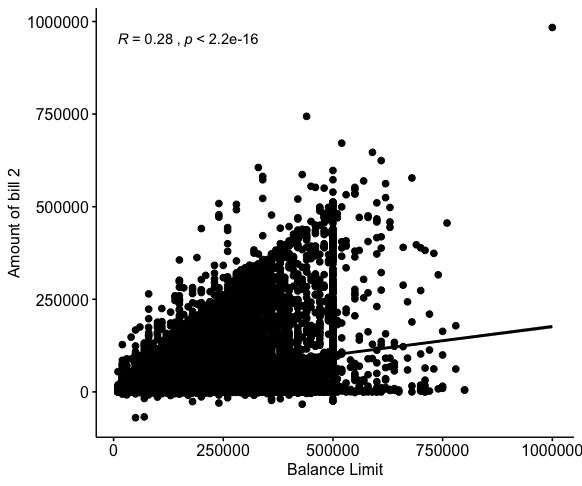 1000000
R = 0.28 , p < 2.2e-16
750000
Amount of bill 2
500000
250000
0
0 250000 500000 750000 1000000
Balance Limit